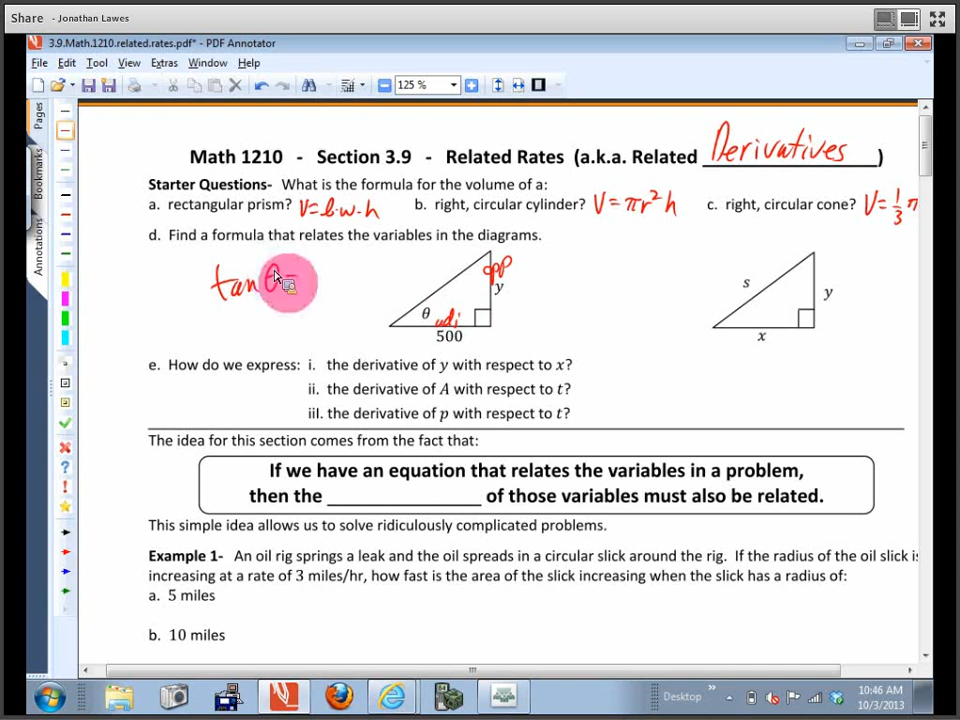 Share - Jonathan Lawes
3.9.Math.1210.related.rates.pdf* - PDF Annotator
File Edit Tool View Extras Window Help
125 %
Pages
Bookmarks
Annotations
Math 1210 - Section 3.9 - Related Rates (a.k.a. Related Derivatives)
Starter Questions- What is the formula for the volume of a:
a. rectangular prism? V=l·w·h b. right, circular cylinder? V=πr²h c. right, circular cone? V=1/3 π
d. Find a formula that relates the variables in the diagrams.
tan θ =
opp
y
θ
adj
500
s
y
x
e. How do we express: i. the derivative of y with respect to x?
ii. the derivative of A with respect to t?
iiI. the derivative of p with respect to t?
The idea for this section comes from the fact that:
If we have an equation that relates the variables in a problem,
then the ________________ of those variables must also be related.
This simple idea allows us to solve ridiculously complicated problems.
Example 1- An oil rig springs a leak and the oil spreads in a circular slick around the rig. If the radius of the oil slick is
increasing at a rate of 3 miles/hr, how fast is the area of the slick increasing when the slick has a radius of:
a. 5 miles
b. 10 miles
Desktop
10:46 AM
10/3/2013